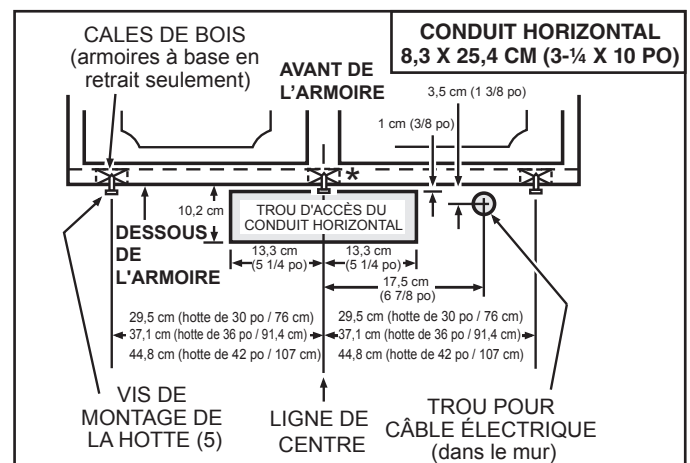 CONDUIT HORIZONTAL
8,3 X 25,4 CM (3-¼ X 10 PO)
CALES DE BOIS
(armoires à base en
retrait seulement)
AVANT DE
L'ARMOIRE
3,5 cm (1 3/8 po)
1 cm (3/8 po)
*
10,2 cm
TROU D'ACCÈS DU
CONDUIT HORIZONTAL
DESSOUS
DE
L'ARMOIRE
13,3 cm
(5 1/4 po)
13,3 cm
(5 1/4 po)
17,5 cm
(6 7/8 po)
29,5 cm (hotte de 30 po / 76 cm)
37,1 cm (hotte de 36 po / 91,4 cm)
44,8 cm (hotte de 42 po / 107 cm)
29,5 cm (hotte de 30 po / 76 cm)
37,1 cm (hotte de 36 po / 91,4 cm)
44,8 cm (hotte de 42 po / 107 cm)
VIS DE
MONTAGE DE
LA HOTTE (5)
LIGNE DE
CENTRE
TROU POUR
CÂBLE ÉLECTRIQUE
(dans le mur)